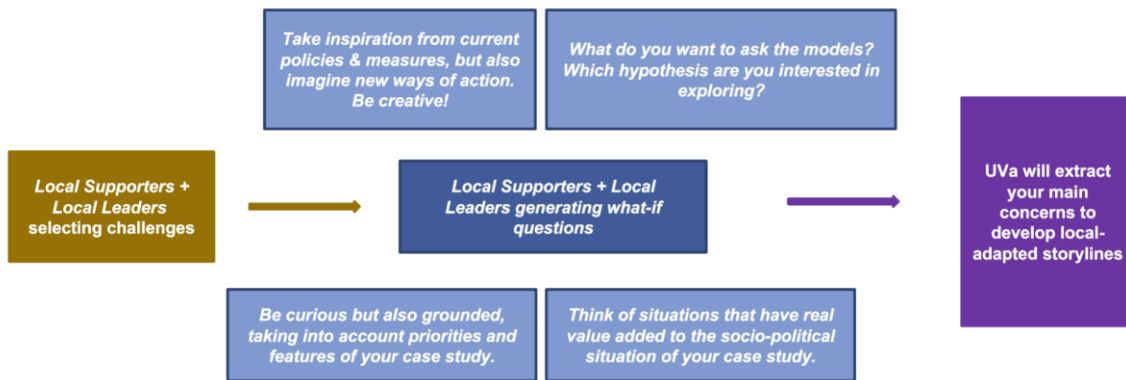 Take inspiration from current
policies & measures, but also
imagine new ways of action.
Be creative!
What do you want to ask the models?
Which hypothesis are you interested in
exploring?
Local Supporters +
Local Leaders
selecting challenges
Local Supporters + Local
Leaders generating what-if
questions
UVa will extract
your main
concerns to
develop local-
adapted storylines
Be curious but also grounded,
taking into account priorities and
features of your case study.
Think of situations that have real
value added to the socio-political
situation of your case study.